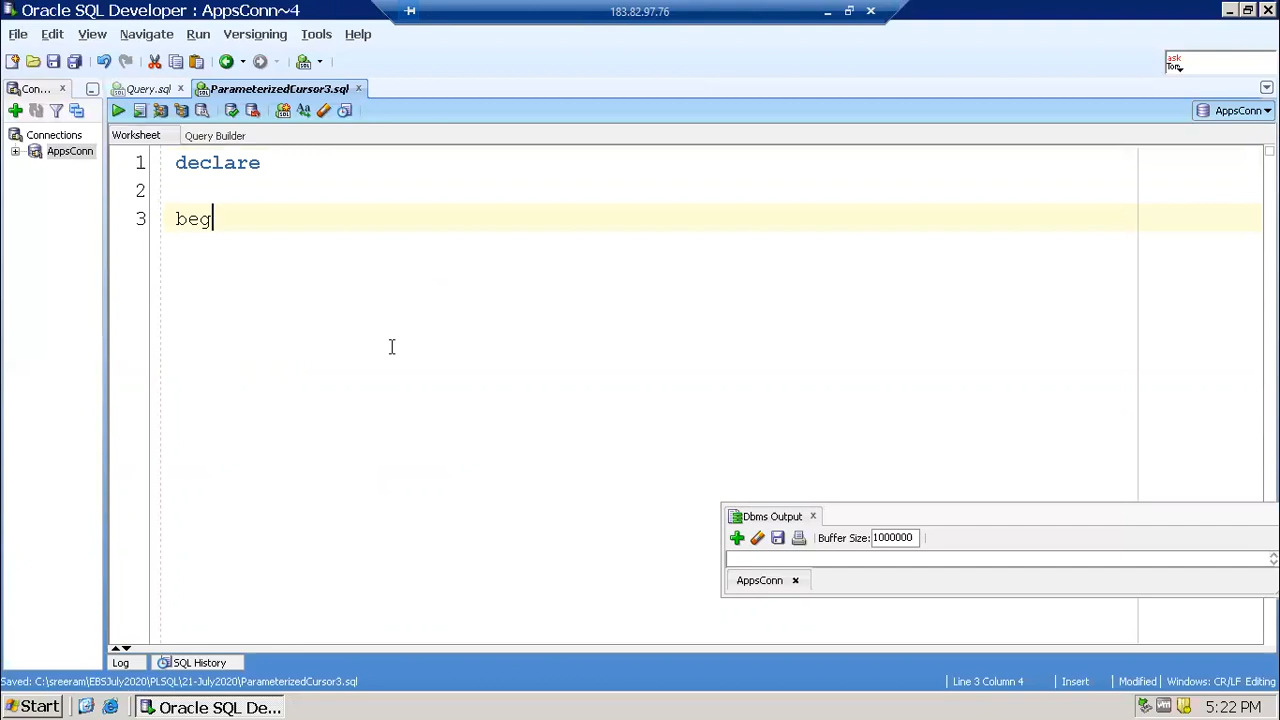 Oracle SQL Developer : AppsConn~4
183.82.97.76
File Edit View Navigate Run Versioning Tools Help
ask
Tom
Con...
Query.sql
ParameterizedCursor3.sql
AppsConn
Connections
AppsConn
Worksheet
Query Builder
1 declare
2
3 beg
Dbms Output
Buffer Size: 1000000
AppsConn
Log
SQL History
Saved: C:\sreeram\EBSJuly2020\PLSQL\21-July2020\ParameterizedCursor3.sql
Line 3 Column 4
Insert
Modified
Windows: CR/LF Editing
Start
Oracle SQL De...
5:22 PM